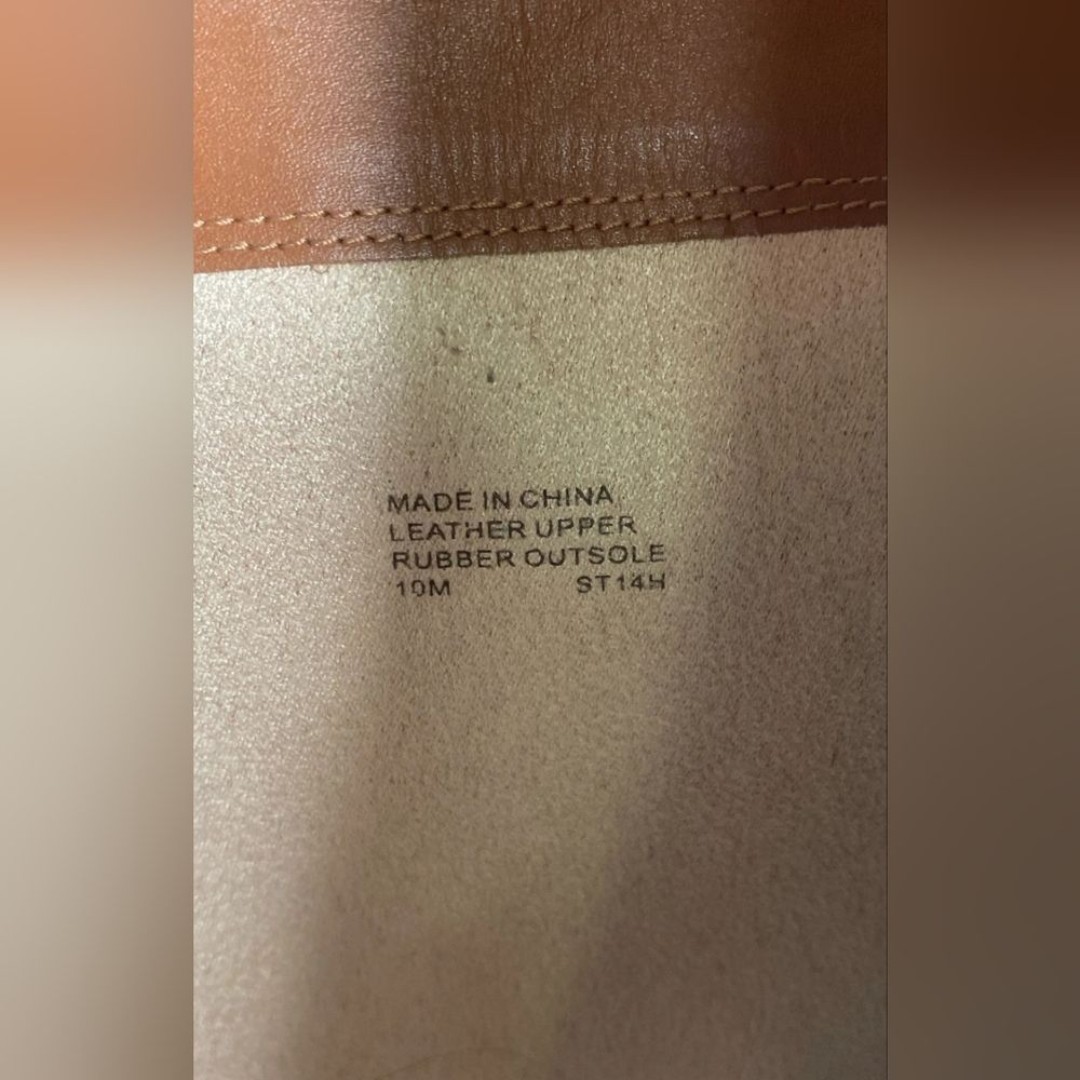 MADE IN CHINA
LEATHER UPPER
RUBBER OUTSOLE
10M ST14H